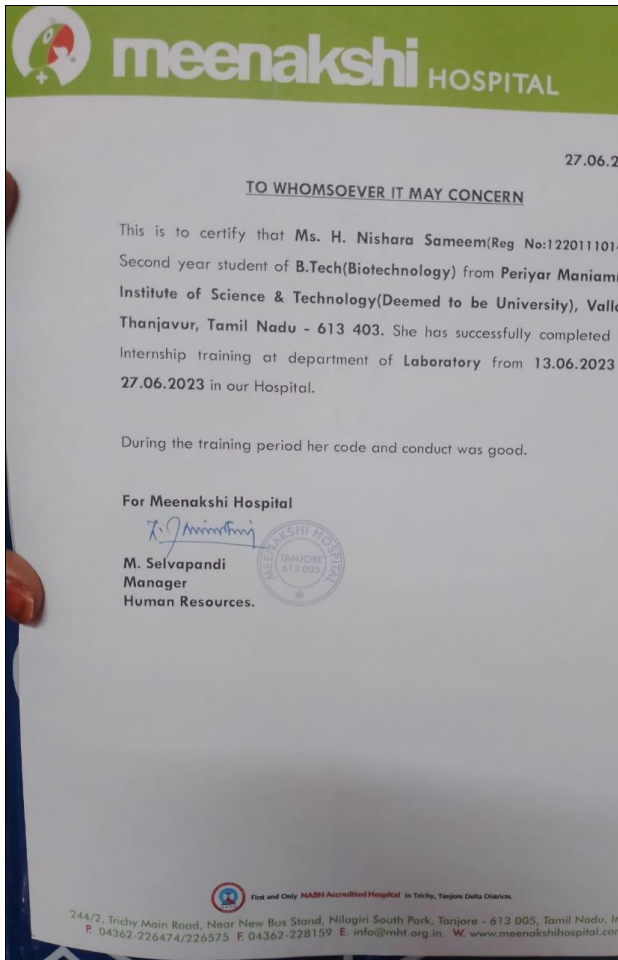 meenakshi HOSPITAL
27.06.2
TO WHOMSOEVER IT MAY CONCERN
This is to certify that Ms. H. Nishara Sameem(Reg No:122011101
Second year student of B.Tech(Biotechnology) from Periyar Maniam
Institute of Science & Technology(Deemed to be University), Vall
Thanjavur, Tamil Nadu - 613 403. She has successfully completed
Internship training at department of Laboratory from 13.06.2023
27.06.2023 in our Hospital.
During the training period her code and conduct was good.
For Meenakshi Hospital
MEENAKSHI HOSPITAL
TANJORE
613 005
M. Selvapandi
Manager
Human Resources.
First and Only NABH Accredited Hospital in Trichy, Tanjore Delta Districts.
244/2, Trichy Main Road, Near New Bus Stand, Nilagiri South Park, Tanjore - 613 005, Tamil Nadu, In
P. 04362-226474/226575 F. 04362-228159 E. info@mht.org.in. W. www.meenakshihospital.co